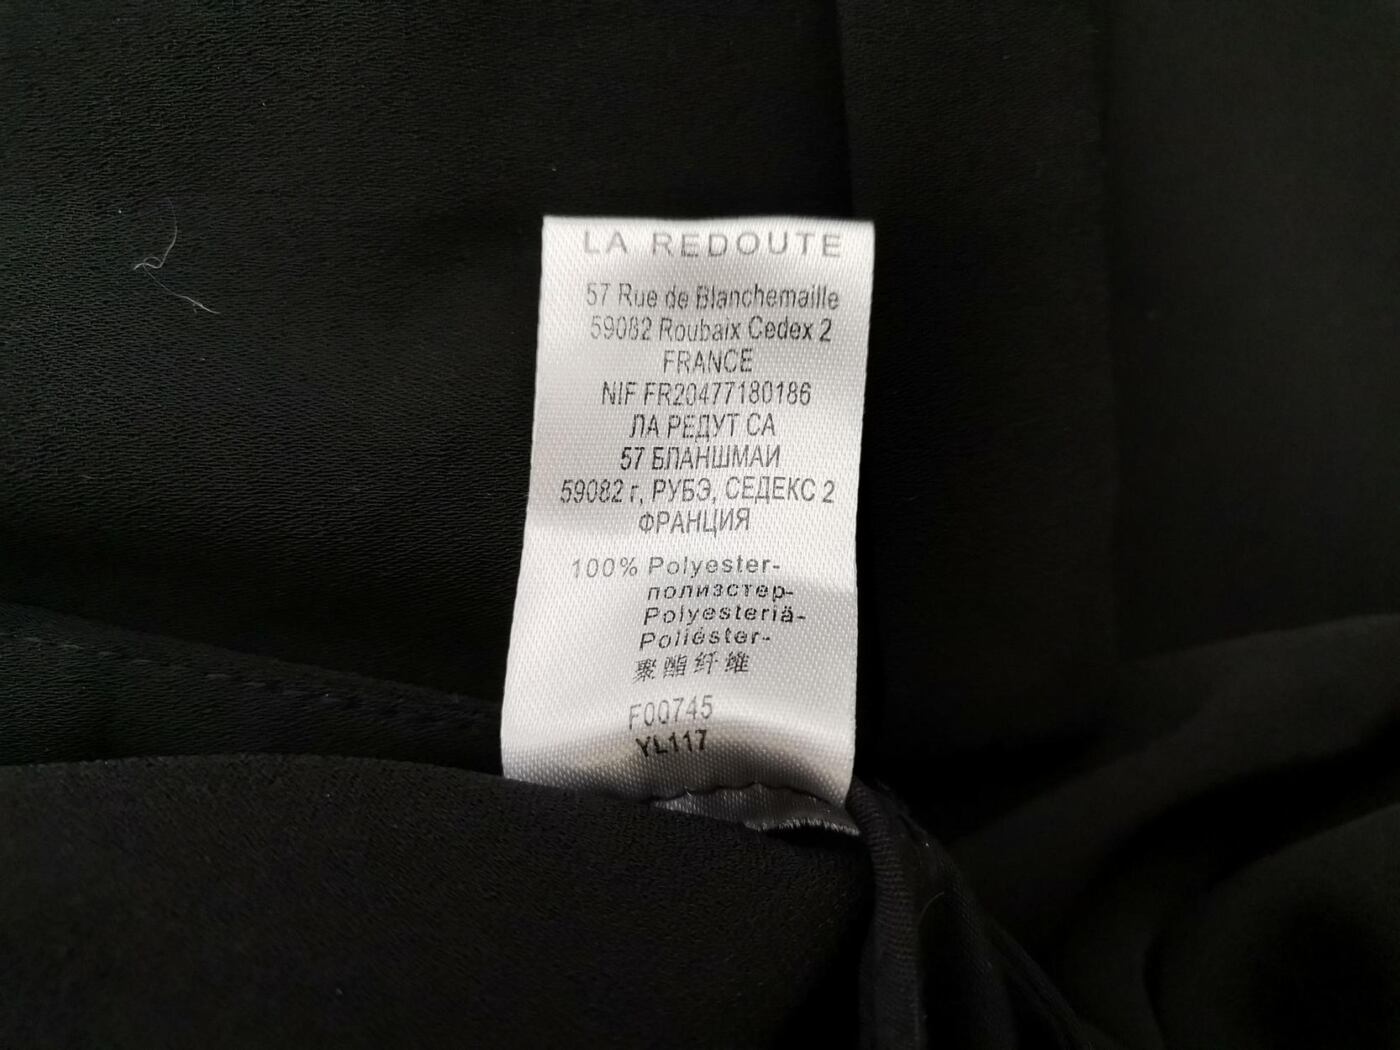 LA REDOUTE
57 Rue de Blanchemaille
59082 Roubaix Cedex 2
FRANCE
NIF FR20477180186
ЛА РЕДУТ СА
57 БЛАНШМАИ
59082 г, РУБЭ, СЕДЕКС 2
ФРАНЦИЯ
100% Polyester-
полиэстер-
Polyesteriä-
Poliéster-
聚酯纤维
F00745
YL117